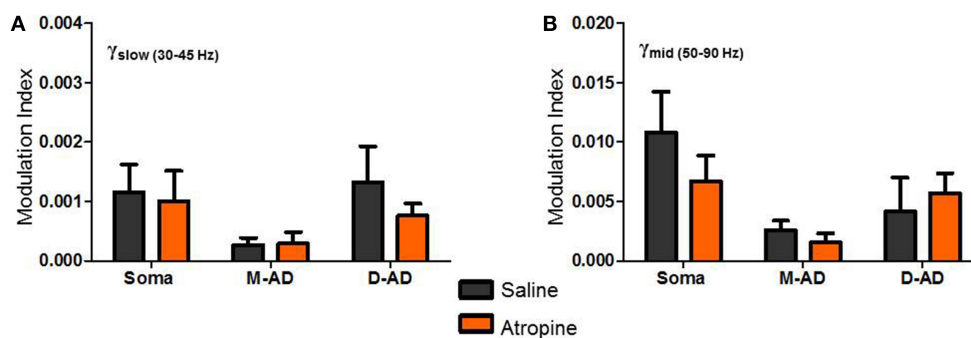 A
γslow (30-45 Hz)
Modulation Index
0.004
0.003
0.002
0.001
0.000
Soma
M-AD
D-AD
B
γmid (50-90 Hz)
Modulation Index
0.020
0.015
0.010
0.005
0.000
Soma
M-AD
D-AD
Saline
Atropine